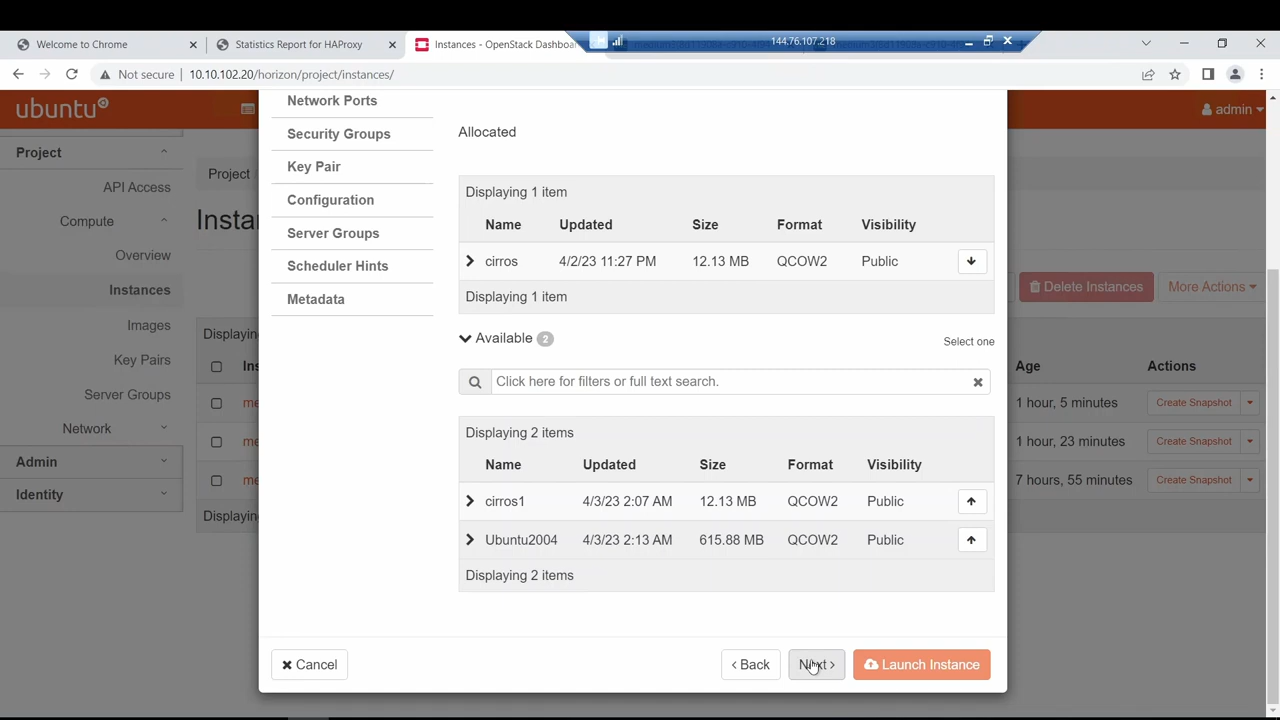 Welcome to Chrome
Statistics Report for HAProxy
Instances - OpenStack Dashboa
144.76.107.218
Not secure
10.10.102.20/horizon/project/instances/
ubuntu
admin
Network Ports
Security Groups
Key Pair
Configuration
Server Groups
Scheduler Hints
Metadata
Project
API Access
Compute
Overview
Instances
Images
Key Pairs
Server Groups
Network
Admin
Identity
Project
Insta
Delete Instances
More Actions
Displayin
Ins
Age
Actions
me
1 hour, 5 minutes
Create Snapshot
me
1 hour, 23 minutes
Create Snapshot
me
7 hours, 55 minutes
Create Snapshot
Displayin
Allocated
Displaying 1 item
Name Updated Size Format Visibility
cirros 4/2/23 11:27 PM 12.13 MB QCOW2 Public
Displaying 1 item
Available 2
Select one
Click here for filters or full text search.
Displaying 2 items
Name Updated Size Format Visibility
cirros1 4/3/23 2:07 AM 12.13 MB QCOW2 Public
Ubuntu2004 4/3/23 2:13 AM 615.88 MB QCOW2 Public
Displaying 2 items
Cancel
Back
Next
Launch Instance